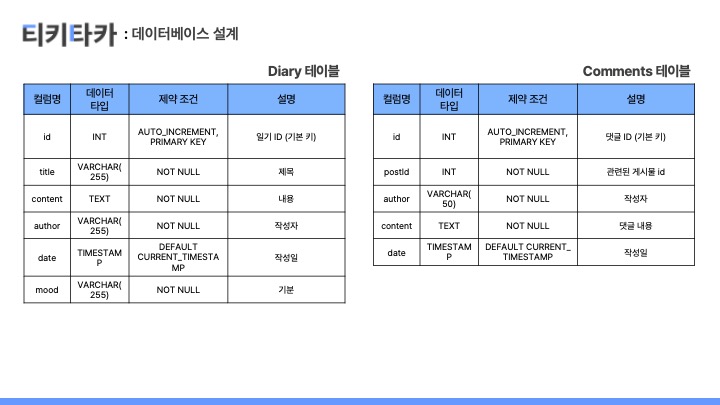 티키타카 : 데이터베이스 설계
Diary 테이블
컬럼명 데이터 타입 제약 조건 설명
id INT AUTO_INCREMENT, PRIMARY KEY 일기 ID (기본 키)
title VARCHAR(255) NOT NULL 제목
content TEXT NOT NULL 내용
author VARCHAR(255) NOT NULL 작성자
date TIMESTAMP DEFAULT CURRENT_TIMESTAMP 작성일
mood VARCHAR(255) NOT NULL 기분
Comments 테이블
컬럼명 데이터 타입 제약 조건 설명
id INT AUTO_INCREMENT, PRIMARY KEY 댓글 ID (기본 키)
postId INT NOT NULL 관련된 게시물 id
author VARCHAR(50) NOT NULL 작성자
content TEXT NOT NULL 댓글 내용
date TIMESTAMP DEFAULT CURRENT_TIMESTAMP 작성일